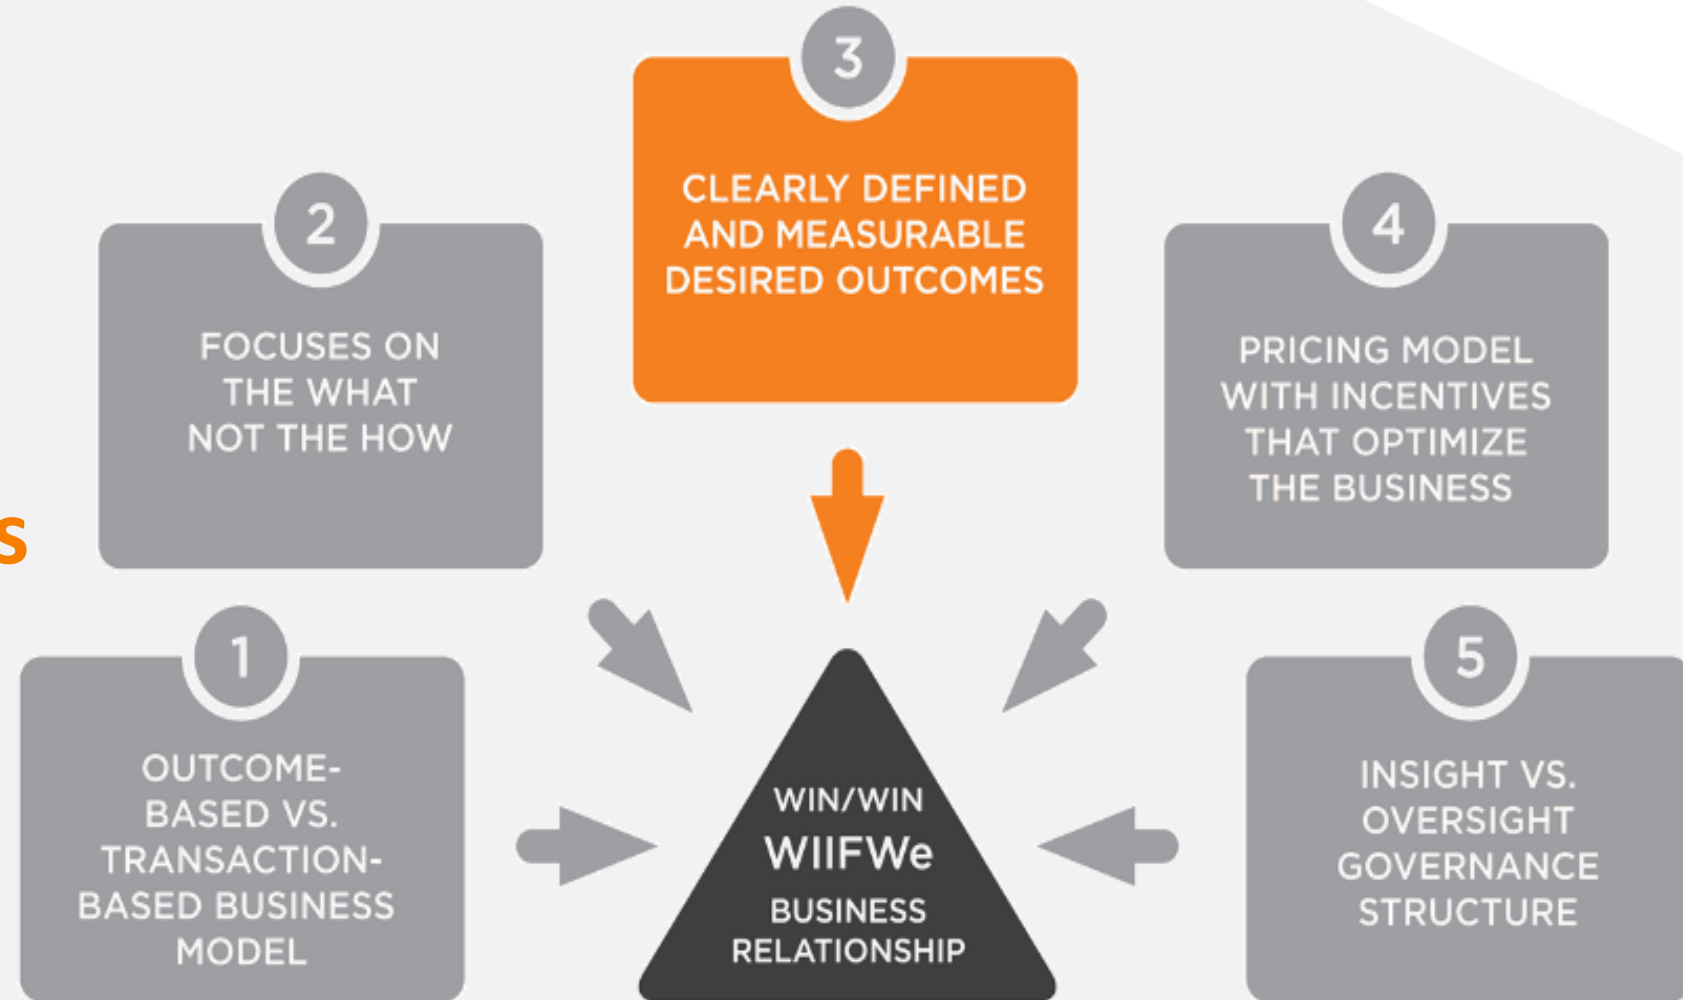 1
OUTCOME-
BASED VS.
TRANSACTION-
BASED BUSINESS
MODEL
2
FOCUSES ON
THE WHAT
NOT THE HOW
3
CLEARLY DEFINED
AND MEASURABLE
DESIRED OUTCOMES
4
PRICING MODEL
WITH INCENTIVES
THAT OPTIMIZE
THE BUSINESS
5
INSIGHT VS.
OVERSIGHT
GOVERNANCE
STRUCTURE
WIN/WIN
WIIFWe
BUSINESS
RELATIONSHIP
s